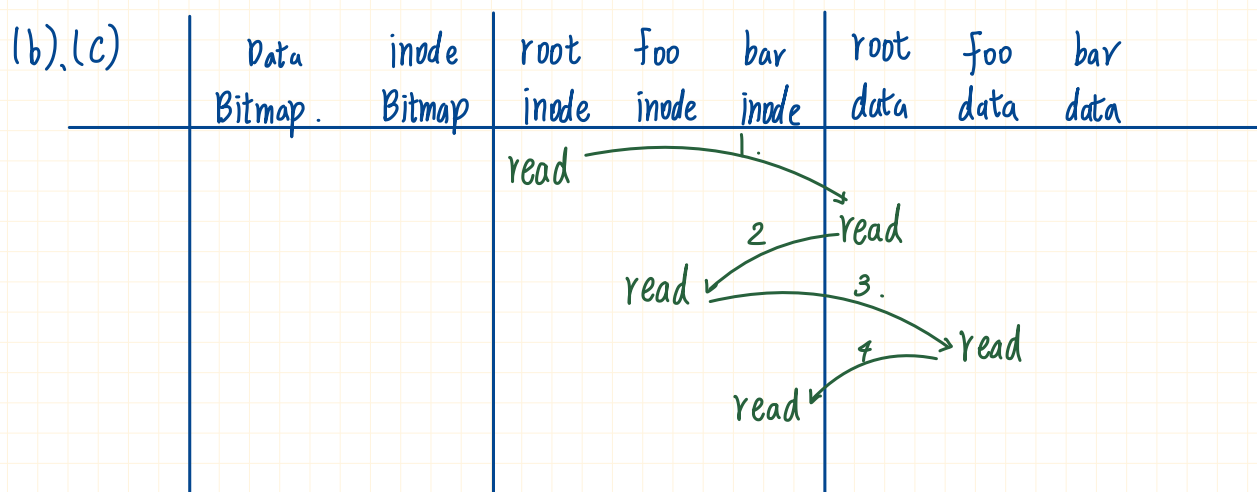 (b).(c)
Data inode root foo bar root foo bar
Bitmap. Bitmap inode inode inode data data data
1.
read
2 read
read 3.
4 read
read